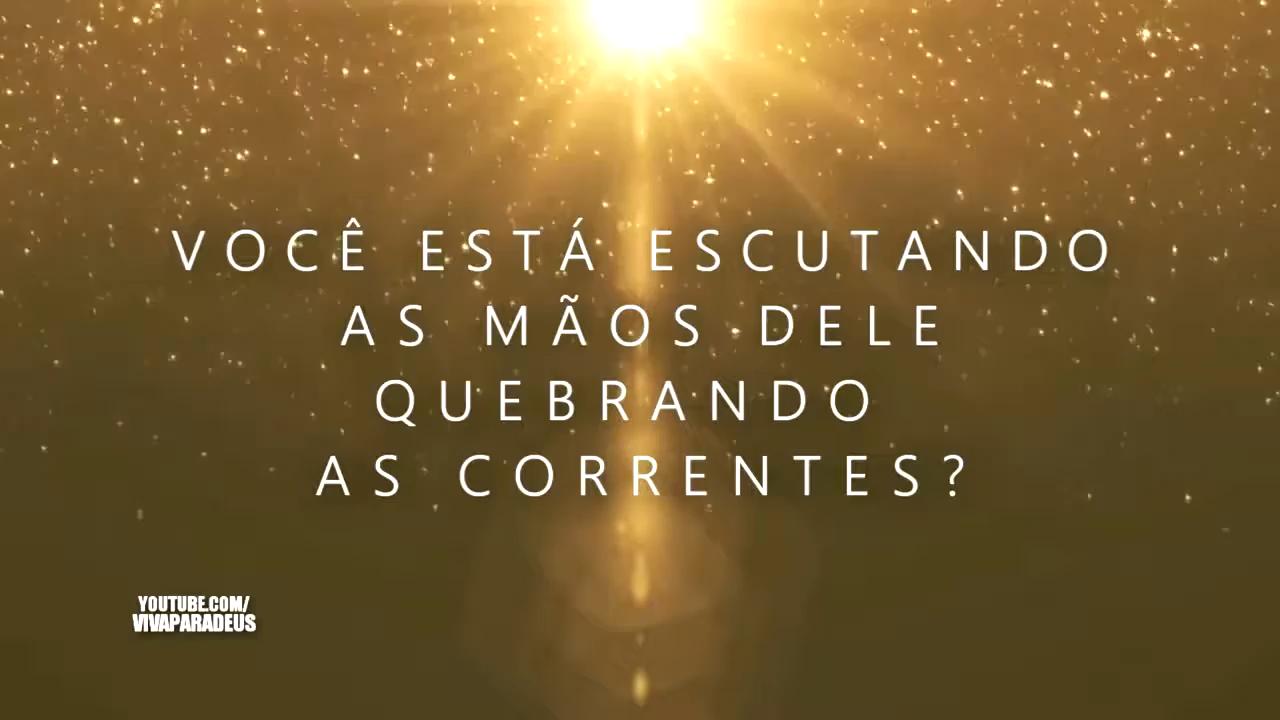 VOCÊ ESTÁ ESCUTANDO
AS MÃOS DELE
QUEBRANDO
AS CORRENTES?
YOUTUBE.COM/
VIVAPARADEUS